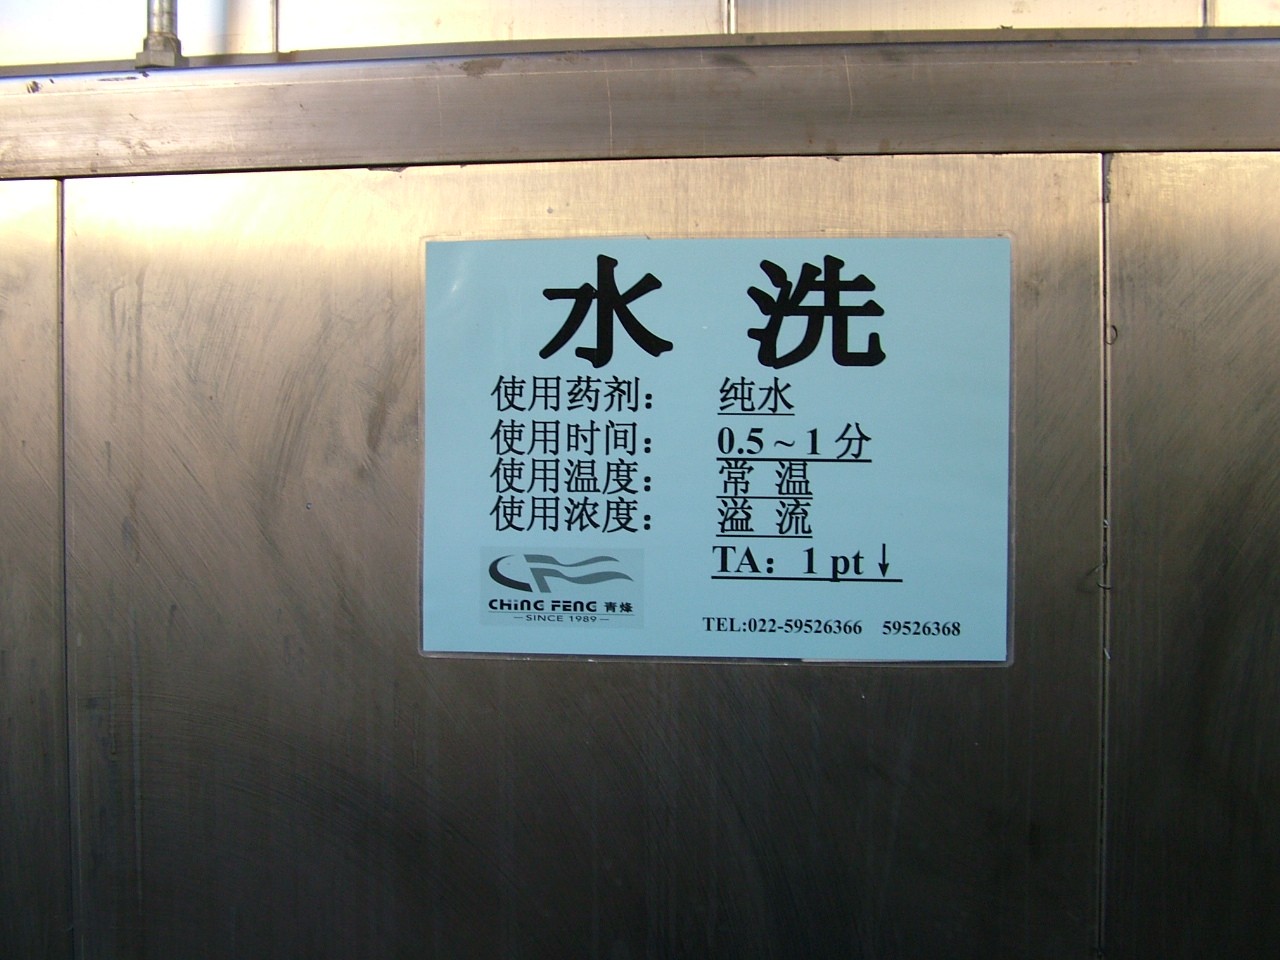 水 洗
使用药剂： 纯水
使用时间： 0.5 ~ 1 分
使用温度： 常 温
使用浓度： 溢 流
TA：1 pt ↓
CHING FENG 青烽
SINCE 1989
TEL:022-59526366 59526368